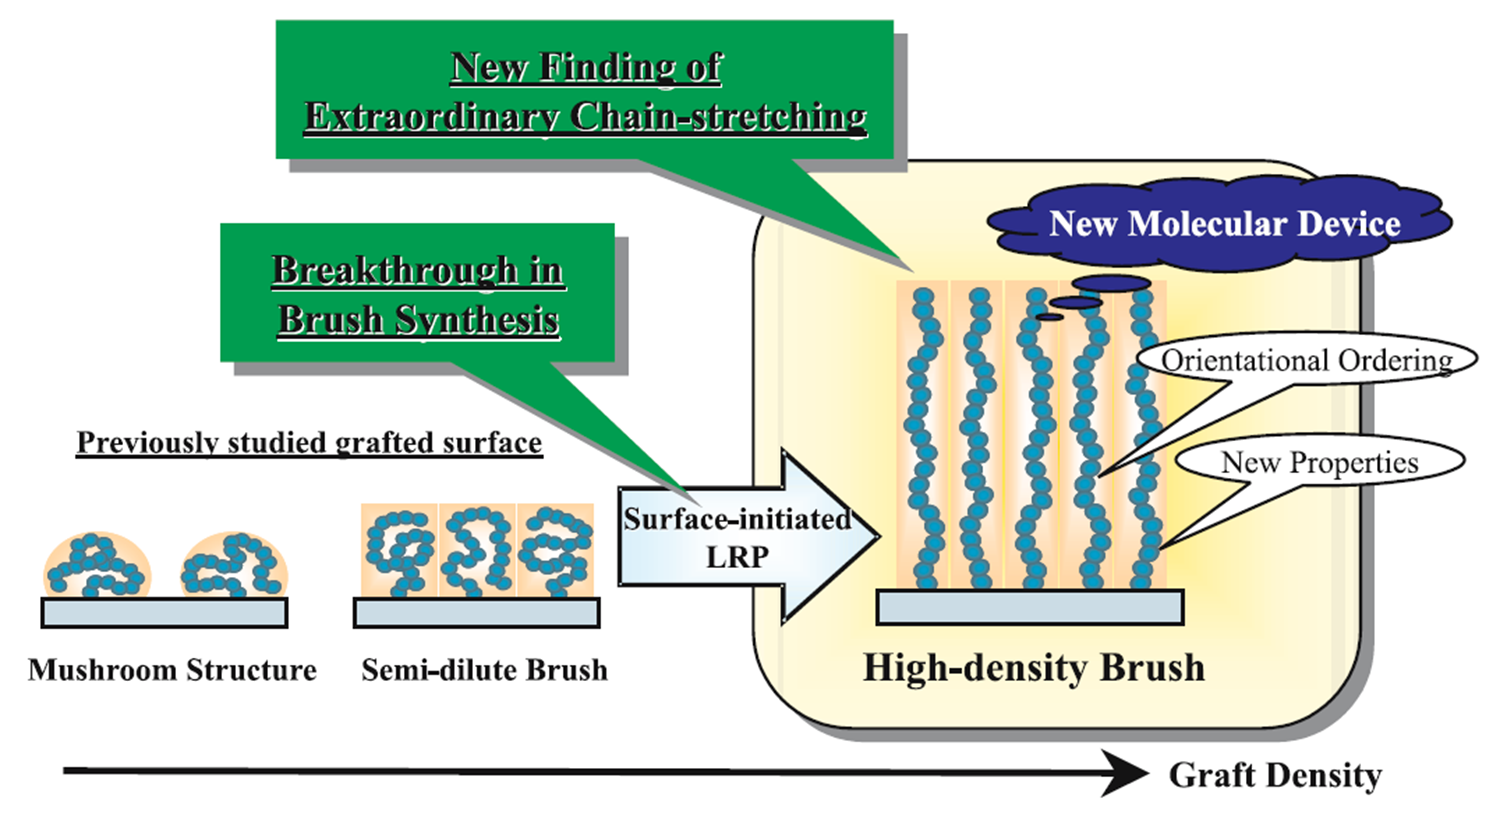 New Finding of
Extraordinary Chain-stretching
New Molecular Device
Breakthrough in
Brush Synthesis
Orientational Ordering
Previously studied grafted surface
New Properties
Surface-initiated
LRP
Mushroom Structure
Semi-dilute Brush
High-density Brush
Graft Density